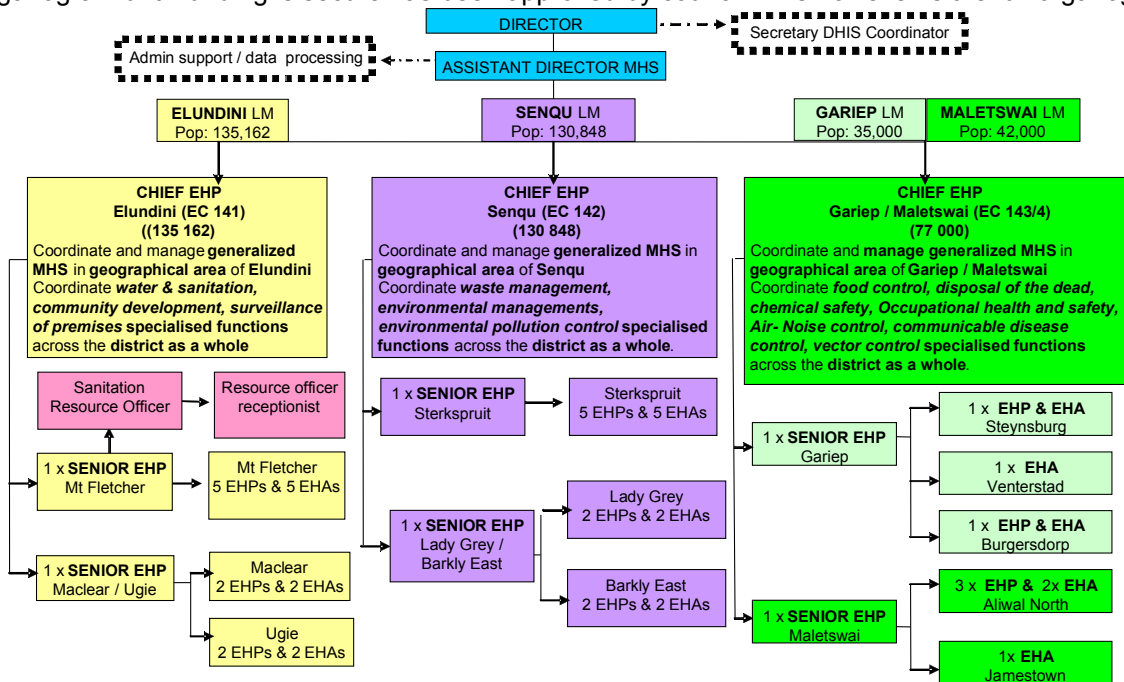 DIRECTOR
Secretary DHIS Coordinator
Admin support / data processing
ASSISTANT DIRECTOR MHS
ELUNDINI LM
Pop: 135,162
SENQU LM
Pop: 130,848
GARIEP LM
Pop: 35,000
MALETSWAI LM
Pop: 42,000
CHIEF EHP
Elundini (EC 141)
((135 162)
Coordinate and manage generalized
MHS in geographical area of Elundini
Coordinate water & sanitation,
community development, surveillance
of premises specialised functions
across the district as a whole
CHIEF EHP
Senqu (EC 142)
(130 848)
Coordinate and manage generalized MHS in
geographical area of Senqu
Coordinate waste management,
environmental managements,
environmental pollution control specialised
functions across the district as a whole.
CHIEF EHP
Gariep / Maletswai (EC 143/4)
(77 000)
Coordinate and manage generalized MHS in
geographical area of Gariep / Maletswai
Coordinate food control, disposal of the dead,
chemical safety, Occupational health and safety,
Air- Noise control, communicable disease
control, vector control specialised functions
across the district as a whole.
Sanitation
Resource Officer
Resource officer
receptionist
1 x SENIOR EHP
Mt Fletcher
Mt Fletcher
5 EHPs & 5 EHAs
1 x SENIOR EHP
Maclear / Ugie
Maclear
2 EHPs & 2 EHAs
Ugie
2 EHPs & 2 EHAs
1 x SENIOR EHP
Sterkspruit
Sterkspruit
5 EHPs & 5 EHAs
1 x SENIOR EHP
Lady Grey /
Barkly East
Lady Grey
2 EHPs & 2 EHAs
Barkly East
2 EHPs & 2 EHAs
1 x SENIOR EHP
Gariep
1 x EHP & EHA
Steynsburg
1 x EHA
Venterstad
1 x EHP & EHA
Burgersdorp
1 x SENIOR EHP
Maletswai
3 x EHP & 2x EHA
Aliwal North
1x EHA
Jamestown